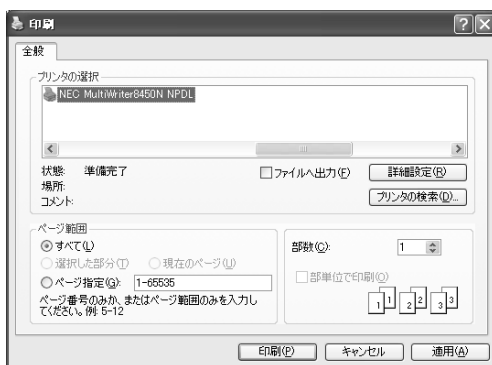 印刷
全般
プリンタの選択
NEC MultiWriter8450N NPDL
状態: 準備完了
場所:
コメント:
ファイルへ出力(F)
詳細設定(R)
プリンタの検索(D)...
ページ範囲
すべて(L)
選択した部分(T) 現在のページ(U)
ページ指定(G): 1-65535
ページ番号のみか、またはページ範囲のみを入力し
てください。例: 5-12
部数(C): 1
部単位で印刷(O)
1 1 2 2 3 3
印刷(P) キャンセル 適用(A)